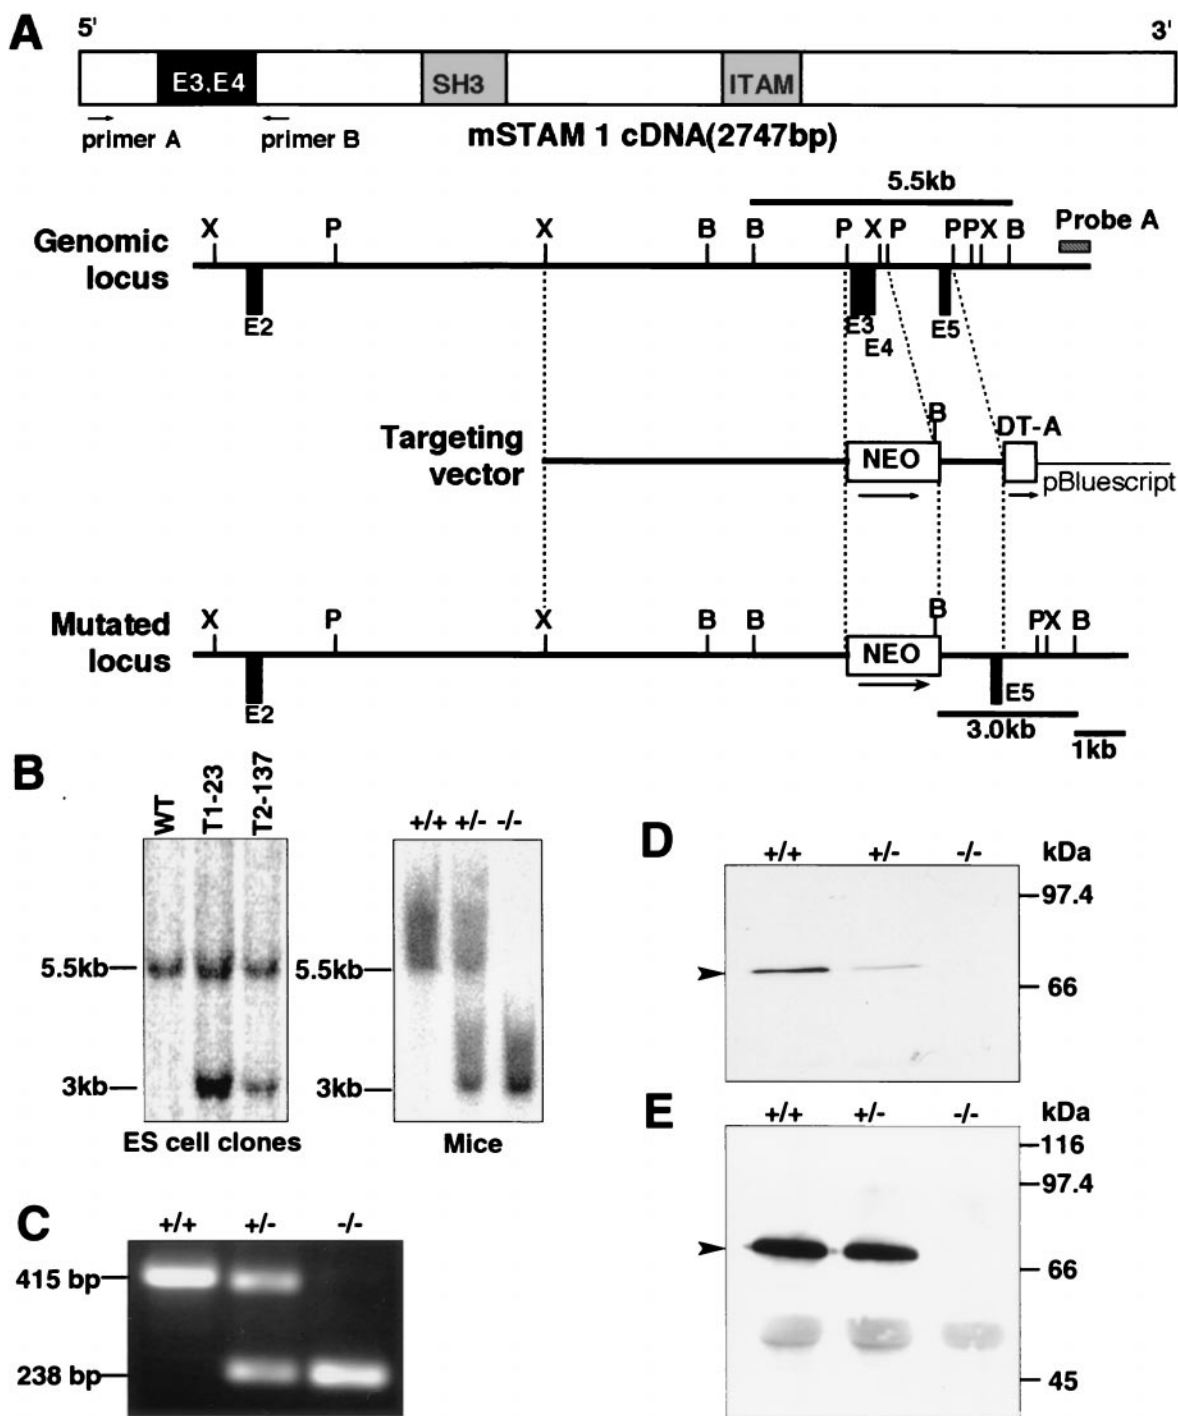 A
5' 3'
E3,E4 SH3 ITAM
primer A primer B mSTAM 1 cDNA(2747bp)
5.5kb
X P X B B P X P P P X B Probe A
Genomic
locus
E2 E3 E5
E4
B
Targeting
vector
NEO DT-A
pBluescript
B
X P X B B P X B
Mutated
locus
NEO
E2 E5
3.0kb
1kb
B
WT T1-23 T2-137
5.5kb
3kb
ES cell clones
+/+ +/- -/-
5.5kb
3kb
Mice
C
+/+ +/- -/-
415 bp
238 bp
D
+/+ +/- -/- kDa
97.4
66
E
+/+ +/- -/- kDa
116
97.4
66
45